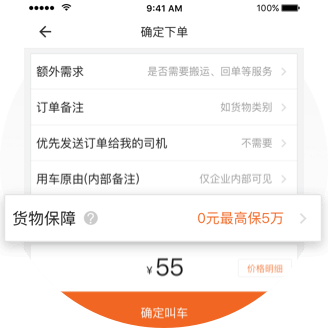 9:41 AM 100%
确定下单
额外需求 是否需要搬运、回单等服务
订单备注 如货物类别
优先发送订单给我的司机 不需要
用车原由(内部备注) 仅企业内部可见
货物保障 ? 0元最高保5万
¥55 价格明细
确定叫车